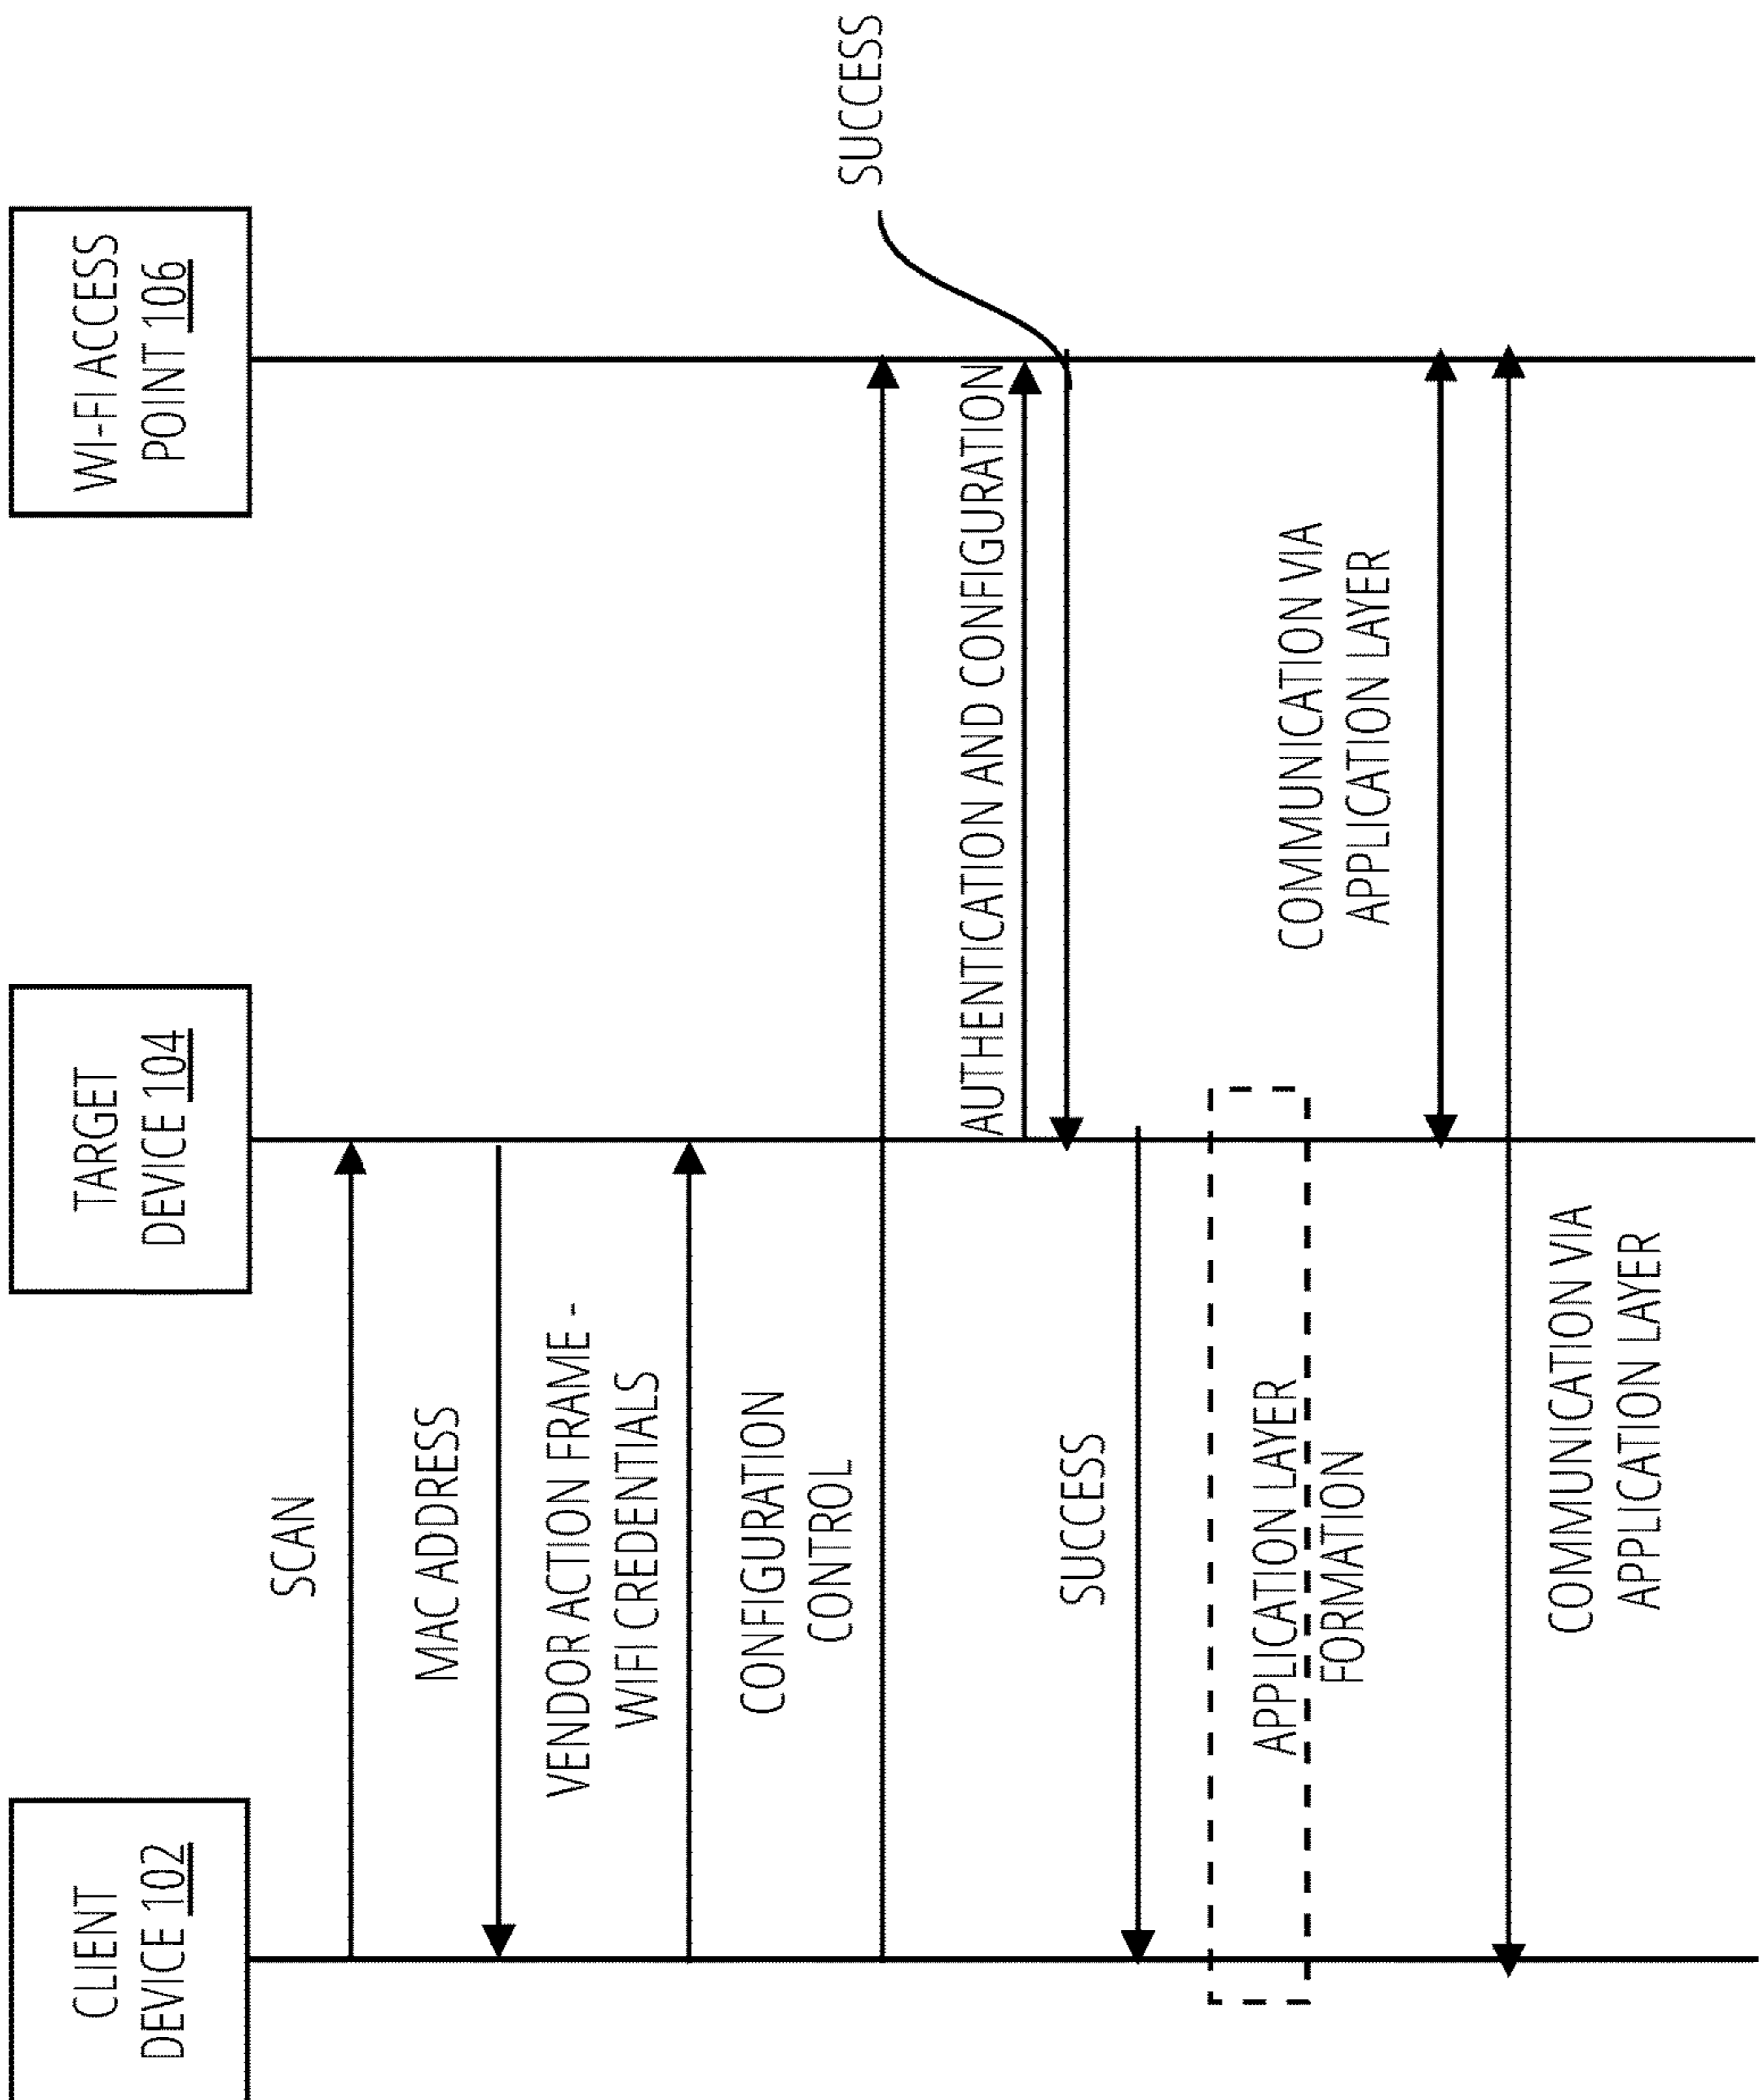 CLIENT
DEVICE 102
TARGET
DEVICE 104
WI-FI ACCESS
POINT 106
SCAN
MAC ADDRESS
VENDOR ACTION FRAME -
WIFI CREDENTIALS
CONFIGURATION
CONTROL
AUTHENTICATION AND CONFIGURATION
SUCCESS
SUCCESS
APPLICATION LAYER
FORMATION
COMMUNICATION VIA
APPLICATION LAYER
COMMUNICATION VIA
APPLICATION LAYER